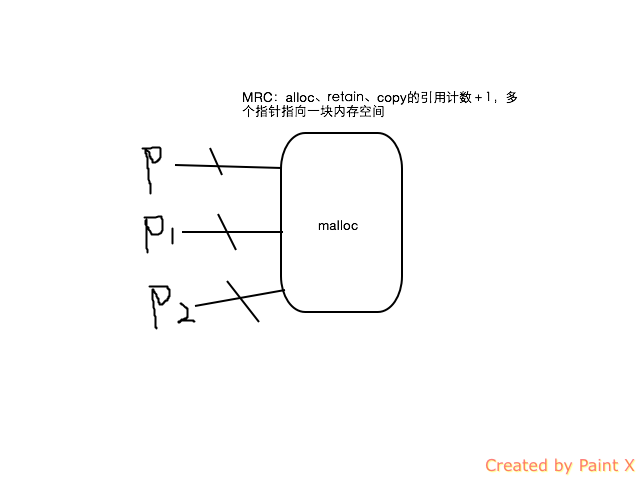 MRC：alloc、retain、copy的引用计数＋1，多
个指针指向一块内存空间
P
P1
malloc
P2
Created by Paint X